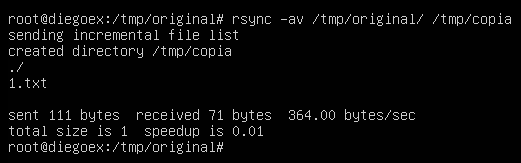 root@diegoex:/tmp/original# rsync -av /tmp/original/ /tmp/copia
sending incremental file list
created directory /tmp/copia
./
1.txt
sent 111 bytes  received 71 bytes  364.00 bytes/sec
total size is 1  speedup is 0.01
root@diegoex:/tmp/original#